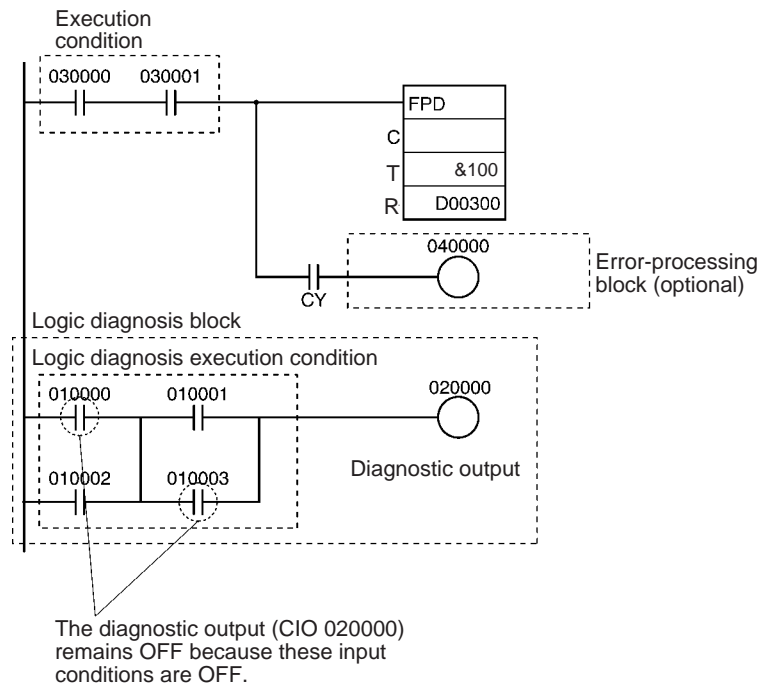 Execution
condition
030000 030001
FPD
C
T &100
R D00300
040000
CY
Error-processing
block (optional)
Logic diagnosis block
Logic diagnosis execution condition
010000 010001 020000
010002 010003
Diagnostic output
The diagnostic output (CIO 020000)
remains OFF because these input
conditions are OFF.